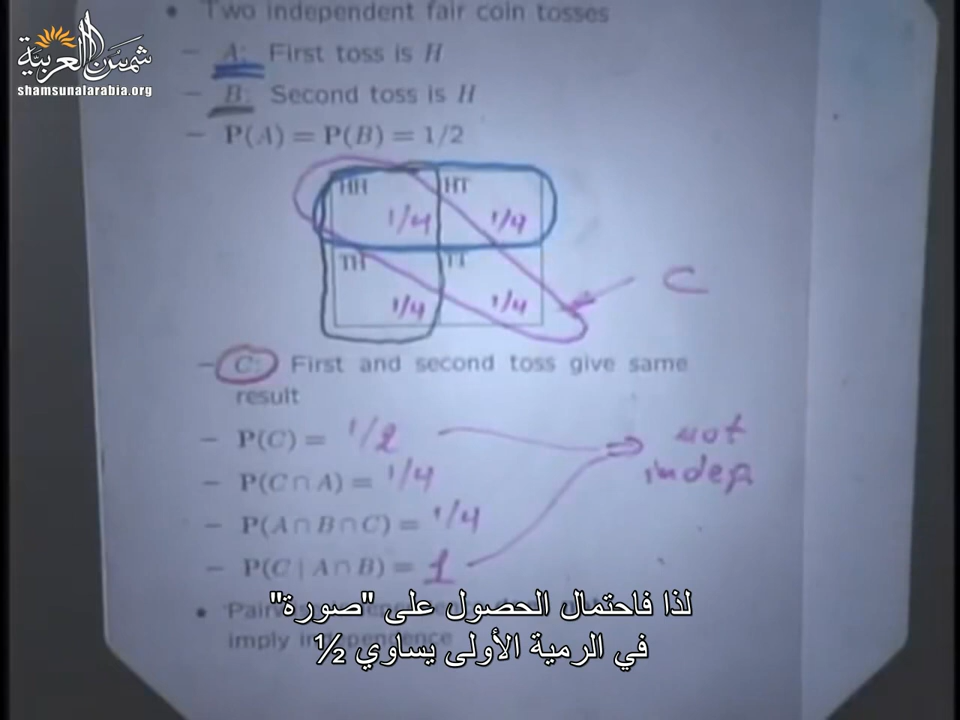 شمس العربية
shamsunalarabia.org
• Two independent fair coin tosses
– A: First toss is H
– B: Second toss is H
– P(A) = P(B) = 1/2
HH HT
1/4 1/4
TH TT
1/4 1/4
C
– C: First and second toss give same
result
– P(C) = 1/2
not
indep
– P(C ∩ A) = 1/4
– P(A ∩ B ∩ C) = 1/4
– P(C | A ∩ B) = 1
• imply
لذا فاحتمال الحصول على "صورة"
في الرمية الأولى يساوي ½